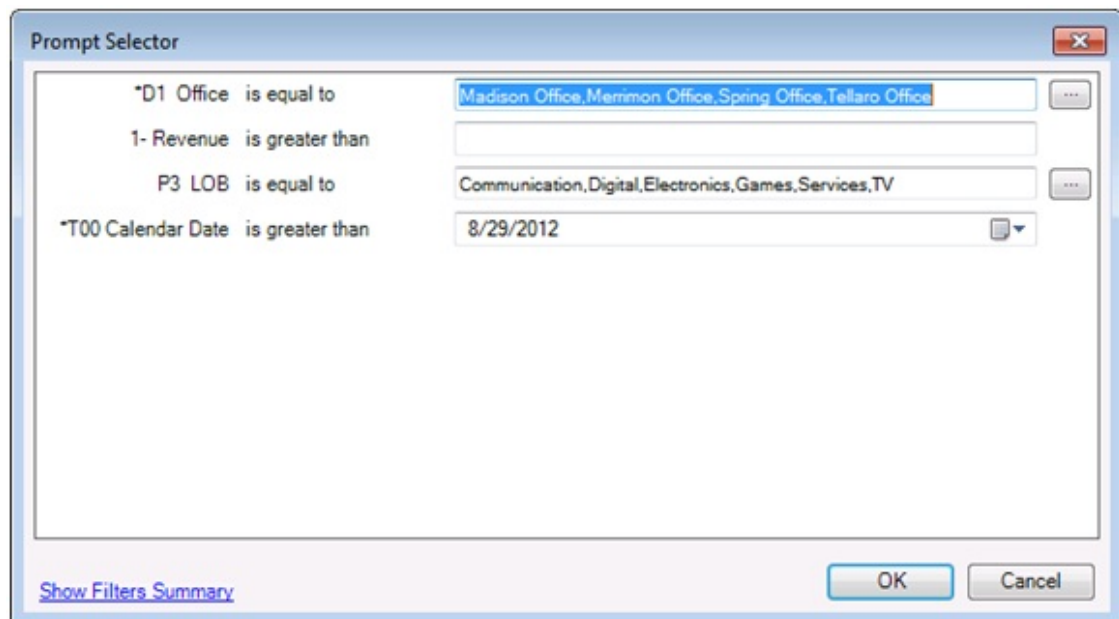 Prompt Selector
*D1 Office is equal to Madison Office,Merrimon Office,Spring Office,Tellaro Office ...
1- Revenue is greater than
P3 LOB is equal to Communication,Digital,Electronics,Games,Services,TV ...
*T00 Calendar Date is greater than 8/29/2012
Show Filters Summary OK Cancel